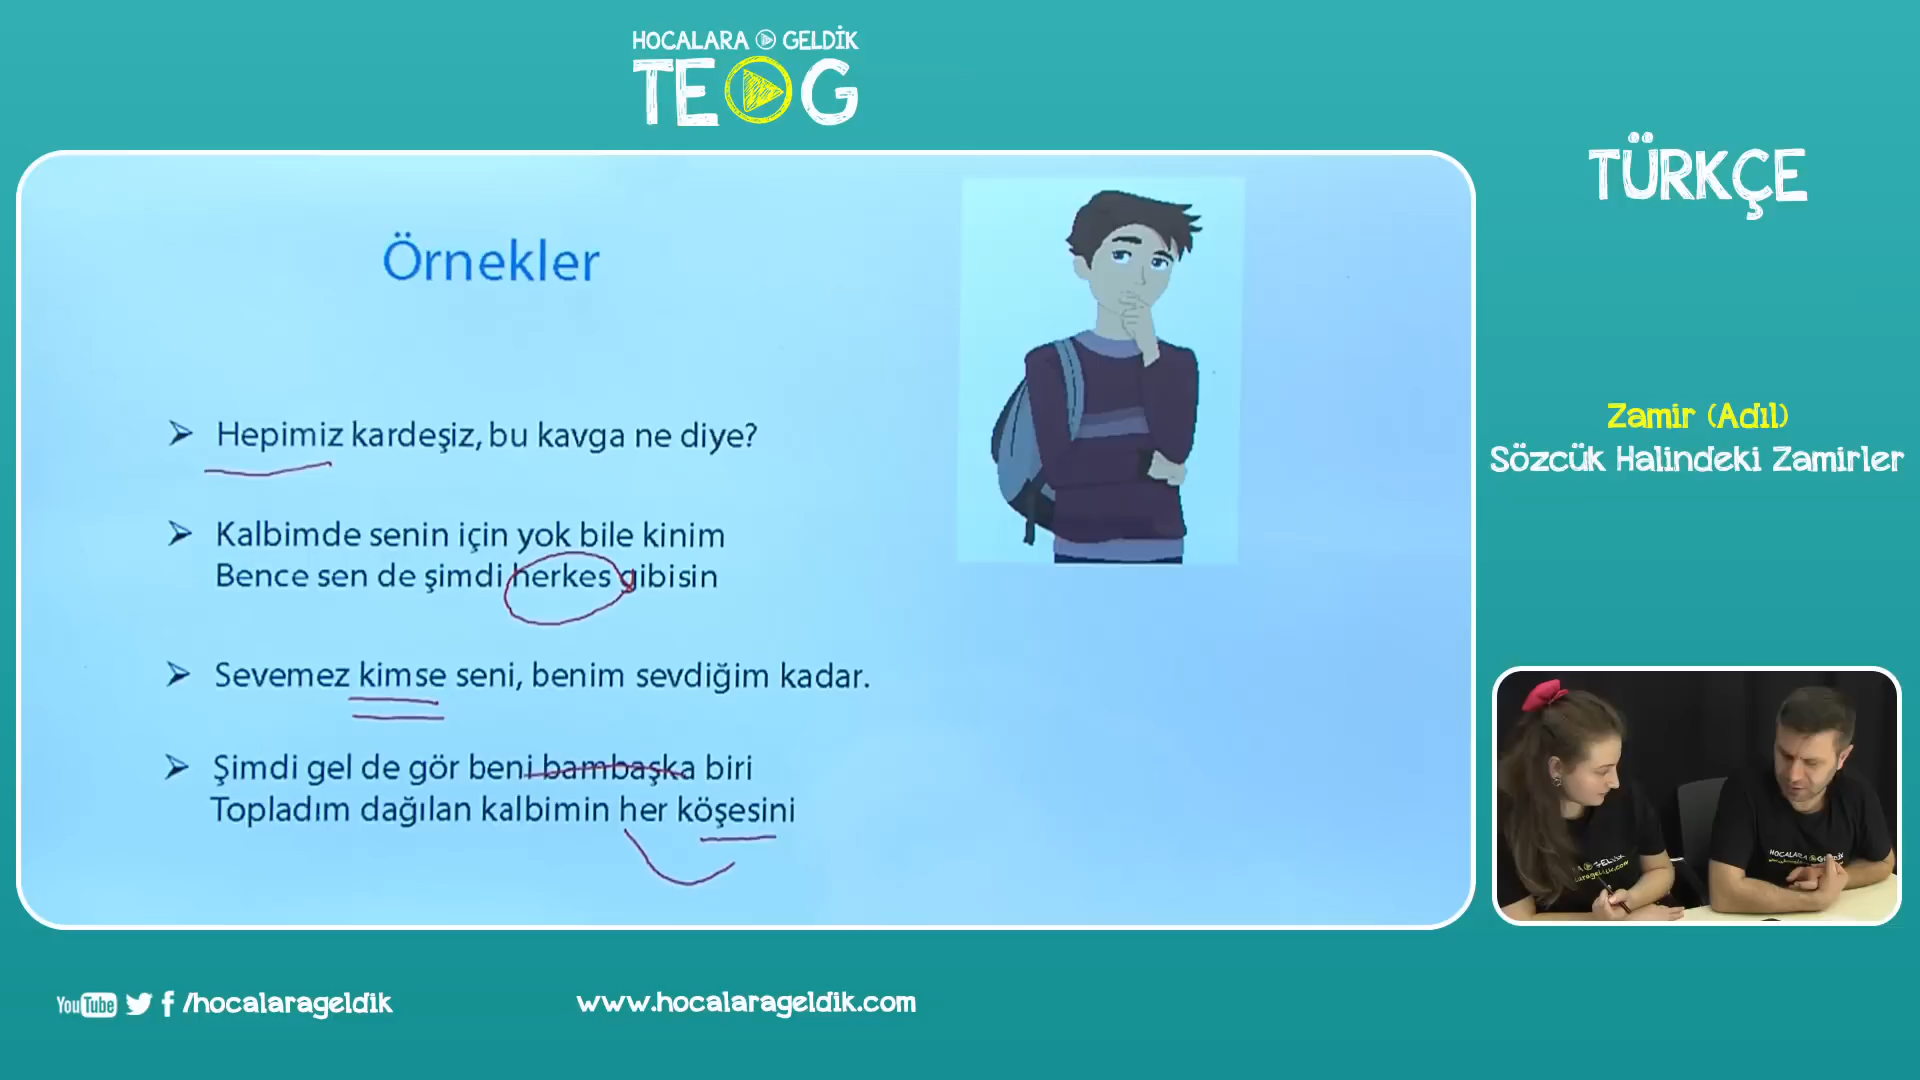 HOCALARA GELDİK
TEOG
TÜRKÇE
Örnekler
Hepimiz kardeşiz, bu kavga ne diye?
Kalbimde senin için yok bile kinim
Bence sen de şimdi herkes gibisin
Sevemez kimse seni, benim sevdiğim kadar.
Şimdi gel de gör beni bambaşka biri
Topladım dağılan kalbimin her köşesini
Zamir (Adıl)
Sözcük Halindeki Zamirler
HOCALARA GELDİK
YouTube /hocalarageldik
www.hocalarageldik.com